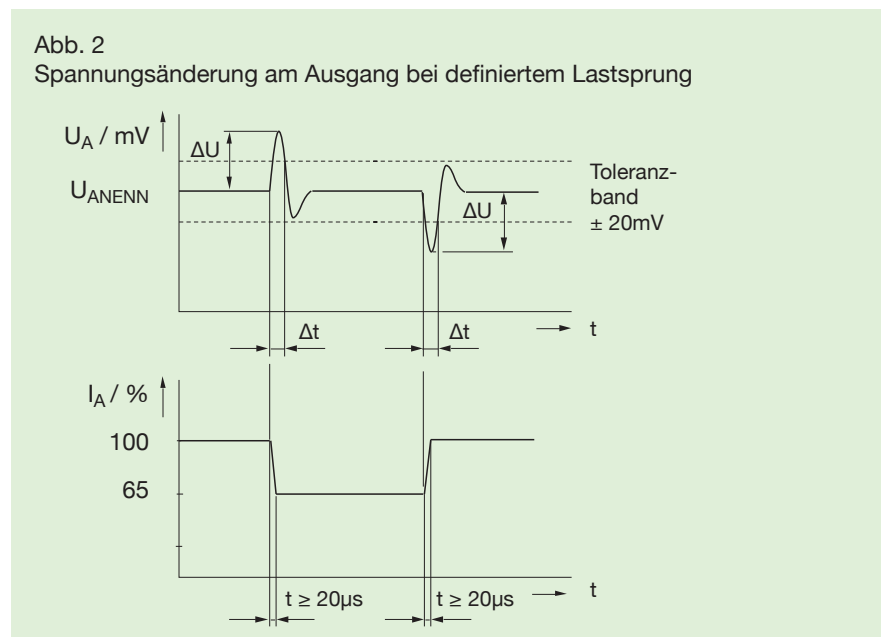 Abb. 2
Spannungsänderung am Ausgang bei definiertem Lastsprung
U_A / mV
ΔU
U_ANENN
ΔU
Toleranz-
band
± 20mV
Δt
Δt
t
I_A / %
100
65
t ≥ 20µs
t ≥ 20µs
t